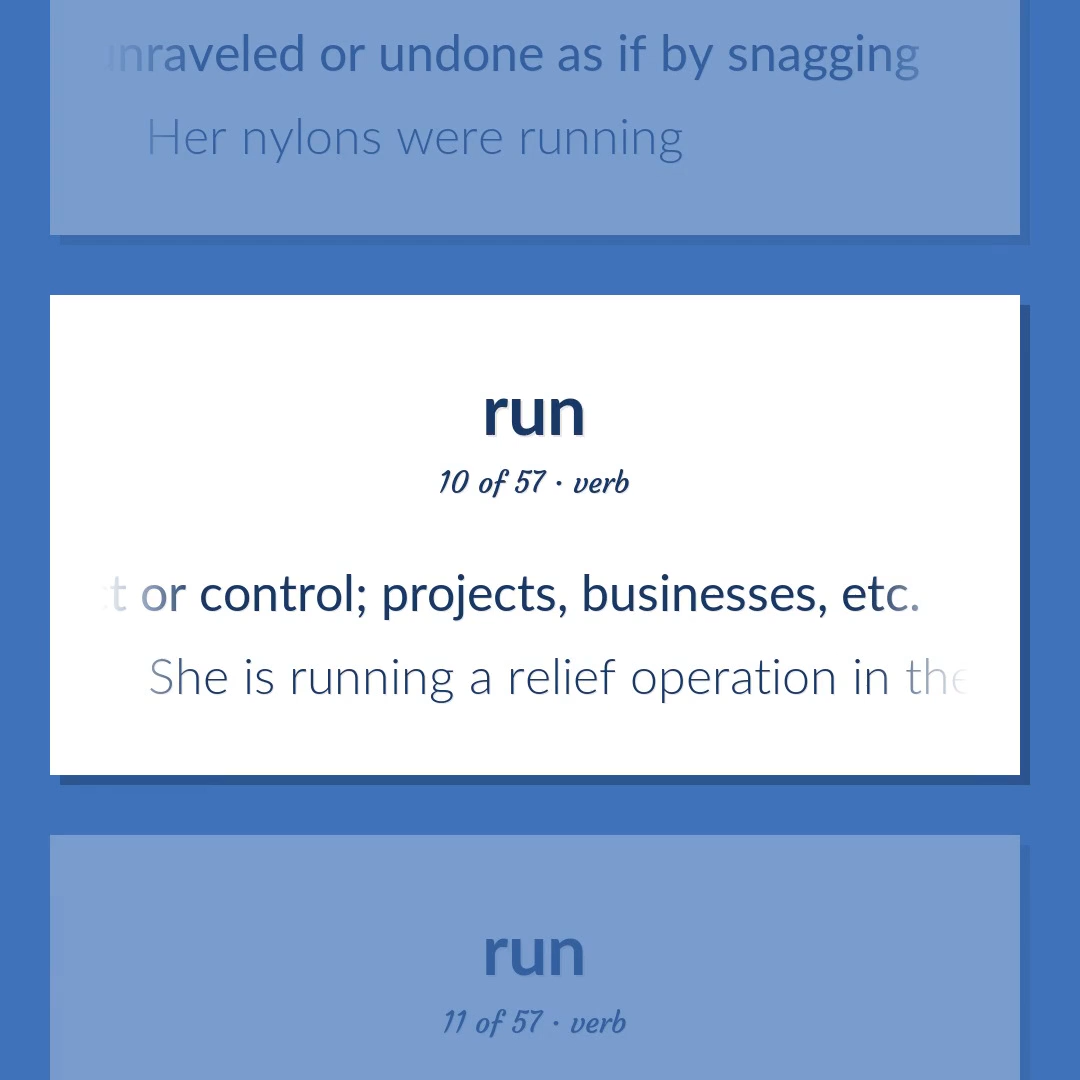 unraveled or undone as if by snagging
Her nylons were running
run
10 of 57 · verb
or control; projects, businesses, etc.
She is running a relief operation in the
run
11 of 57 · verb